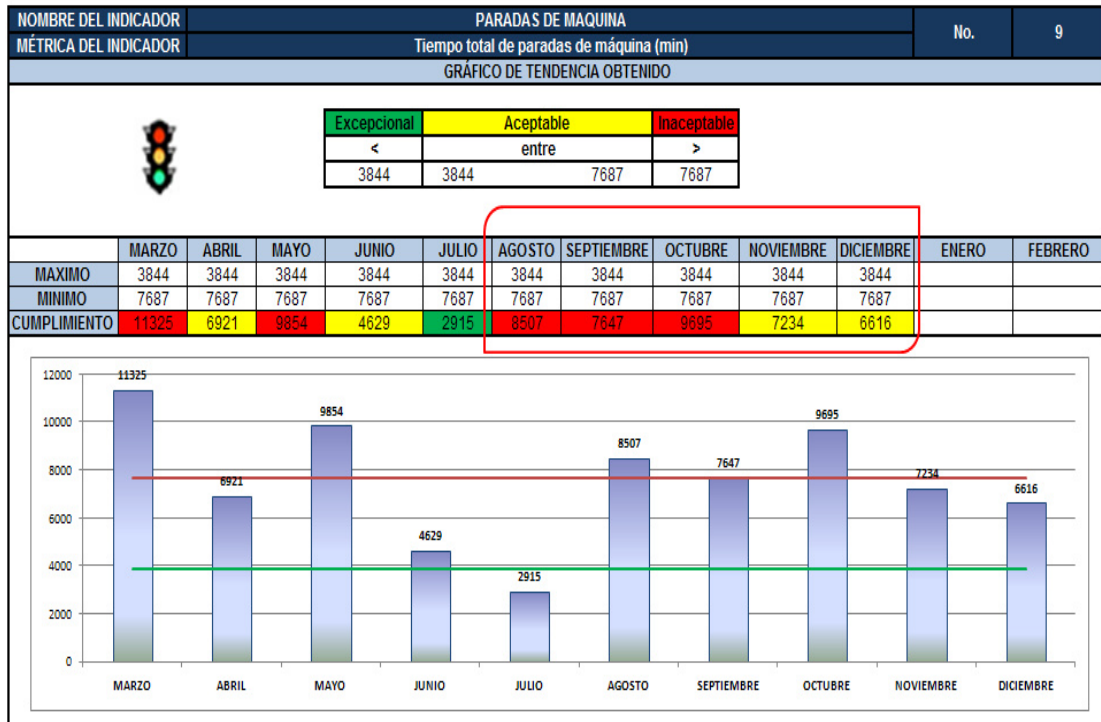 NOMBRE DEL INDICADOR PARADAS DE MAQUINA No. 9
MÉTRICA DEL INDICADOR Tiempo total de paradas de máquina (min)
GRÁFICO DE TENDENCIA OBTENIDO
Excepcional Aceptable Inaceptable
< entre >
3844 3844 7687 7687
MARZO ABRIL MAYO JUNIO JULIO AGOSTO SEPTIEMBRE OCTUBRE NOVIEMBRE DICIEMBRE ENERO FEBRERO
MAXIMO 3844 3844 3844 3844 3844 3844 3844 3844 3844 3844
MINIMO 7687 7687 7687 7687 7687 7687 7687 7687 7687 7687
CUMPLIMIENTO 11325 6921 9854 4629 2915 8507 7647 9695 7234 6616
12000
10000
8000
6000
4000
2000
0
11325 6921 9854 4629 2915 8507 7647 9695 7234 6616
MARZO ABRIL MAYO JUNIO JULIO AGOSTO SEPTIEMBRE OCTUBRE NOVIEMBRE DICIEMBRE